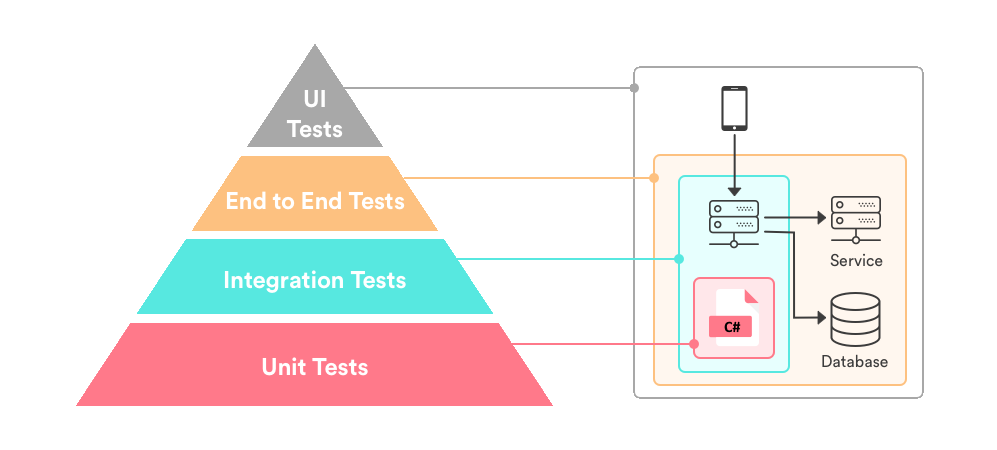 UI
Tests
End to End Tests
Integration Tests
Unit Tests
Service
C#
Database